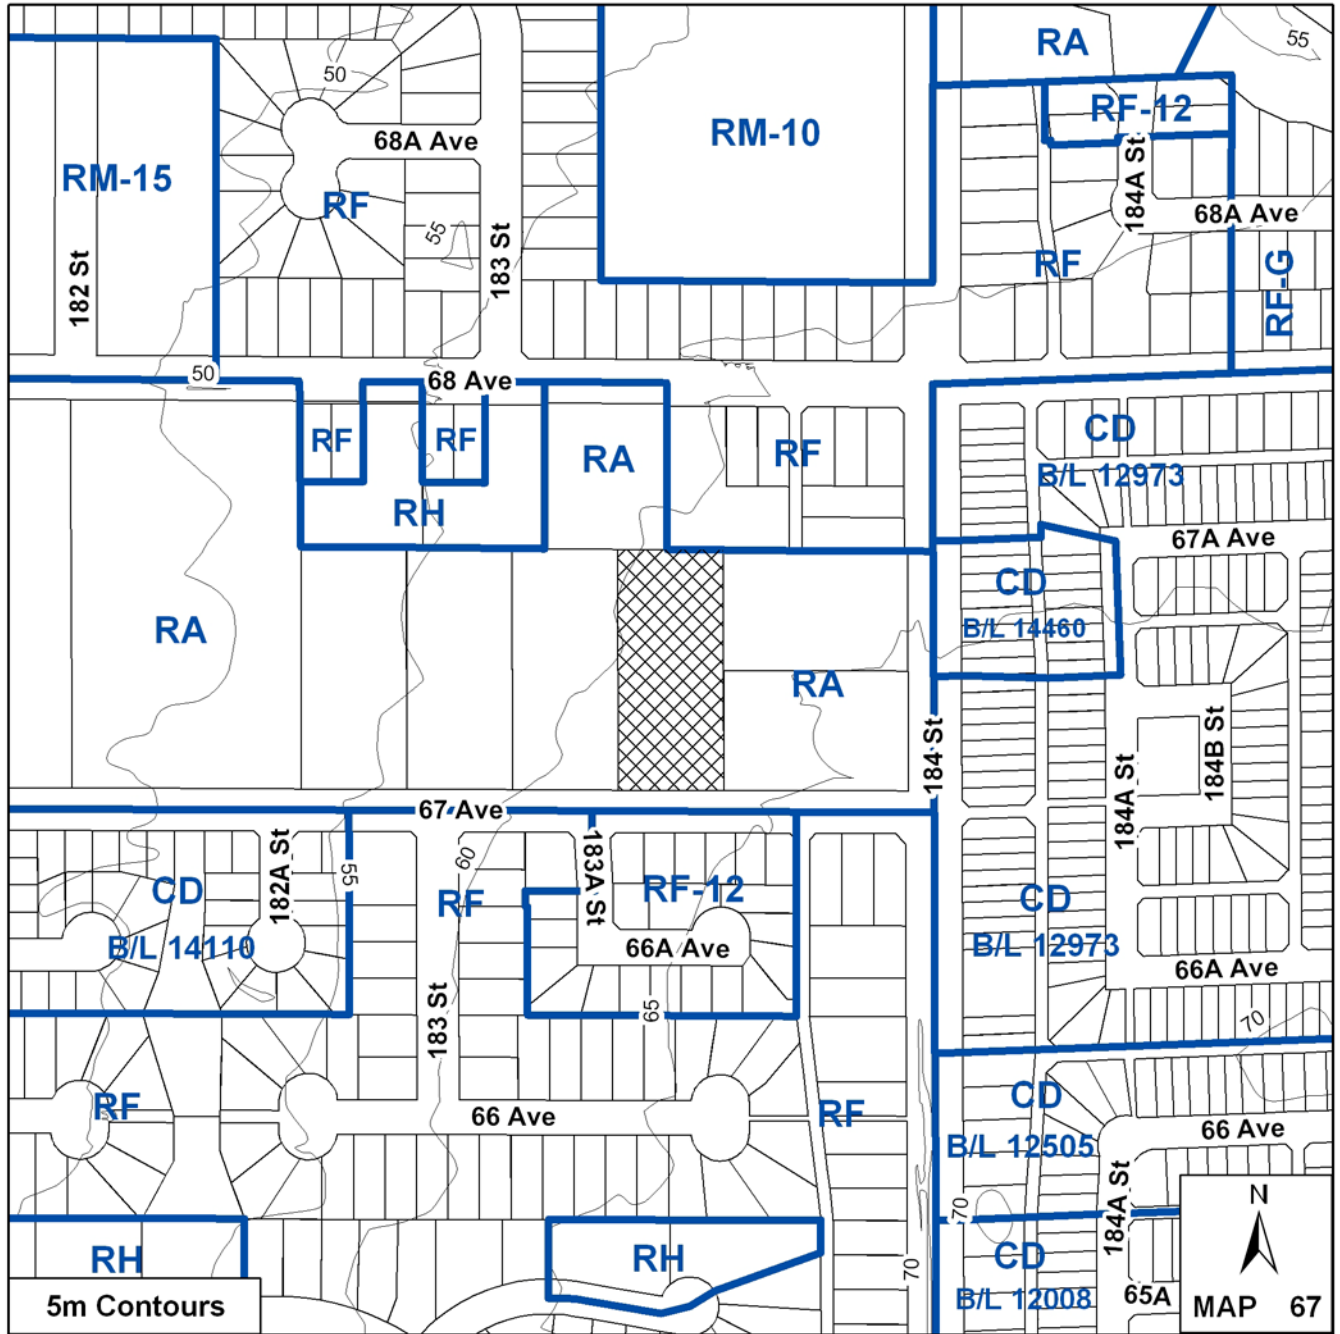 RA
55
50
RF-12
RM-10
68A Ave
184A St
RM-15
RF
68A Ave
55
183 St
182 St
RF
RF-G
50
68 Ave
RF
RF
RA
RF
CD
B/L 12973
RH
67A Ave
CD
B/L 14460
RA
RA
184 St
184B St
184A St
67 Ave
182A St
55
60
183A St
CD
RF
RF-12
CD
B/L 14110
66A Ave
B/L 12973
66A Ave
183 St
65
70
RF
66 Ave
RF
CD
B/L 12505
66 Ave
184A St
70
RH
RH
70
CD
B/L 12008
65A
N
5m Contours
MAP 67